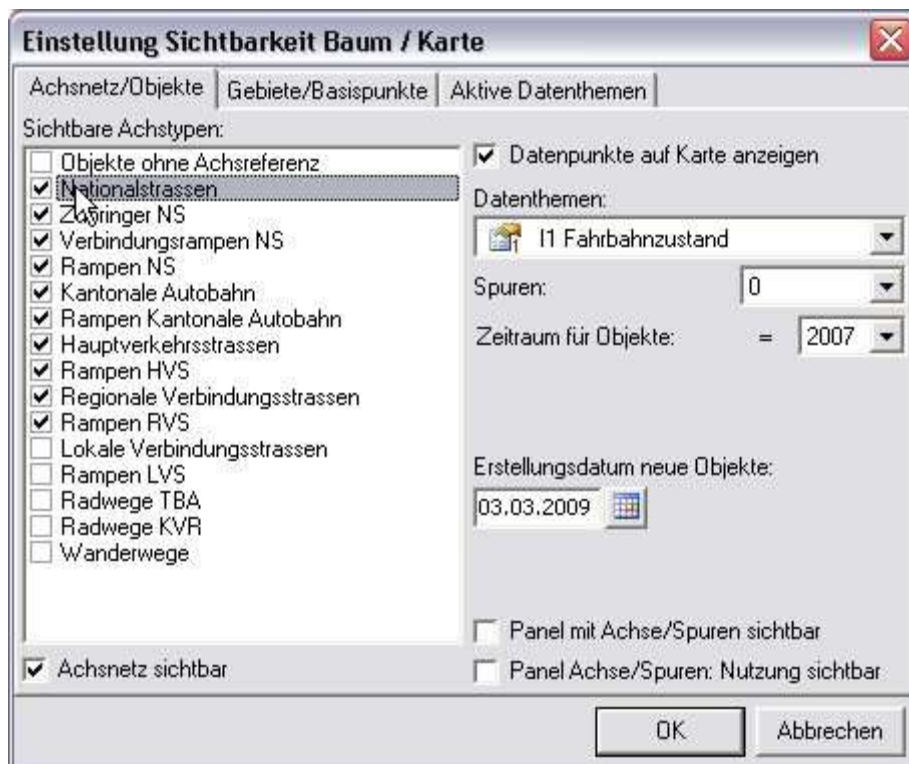 Einstellung Sichtbarkeit Baum / Karte
Achsnetz/Objekte
Gebiete/Basispunkte
Aktive Datenthemen
Sichtbare Achstypen:
Objekte ohne Achsreferenz
Nationalstrassen
Zubringer NS
Verbindungsrampen NS
Rampen NS
Kantonale Autobahn
Rampen Kantonale Autobahn
Hauptverkehrsstrassen
Rampen HVS
Regionale Verbindungsstrassen
Rampen RVS
Lokale Verbindungsstrassen
Rampen LVS
Radwege TBA
Radwege KVR
Wanderwege
Achsnetz sichtbar
Datenpunkte auf Karte anzeigen
Datenthemen:
I1 Fahrbahnzustand
Spuren:
0
Zeitraum für Objekte: = 2007
Erstellungsdatum neue Objekte:
03.03.2009
Panel mit Achse/Spuren sichtbar
Panel Achse/Spuren: Nutzung sichtbar
OK
Abbrechen